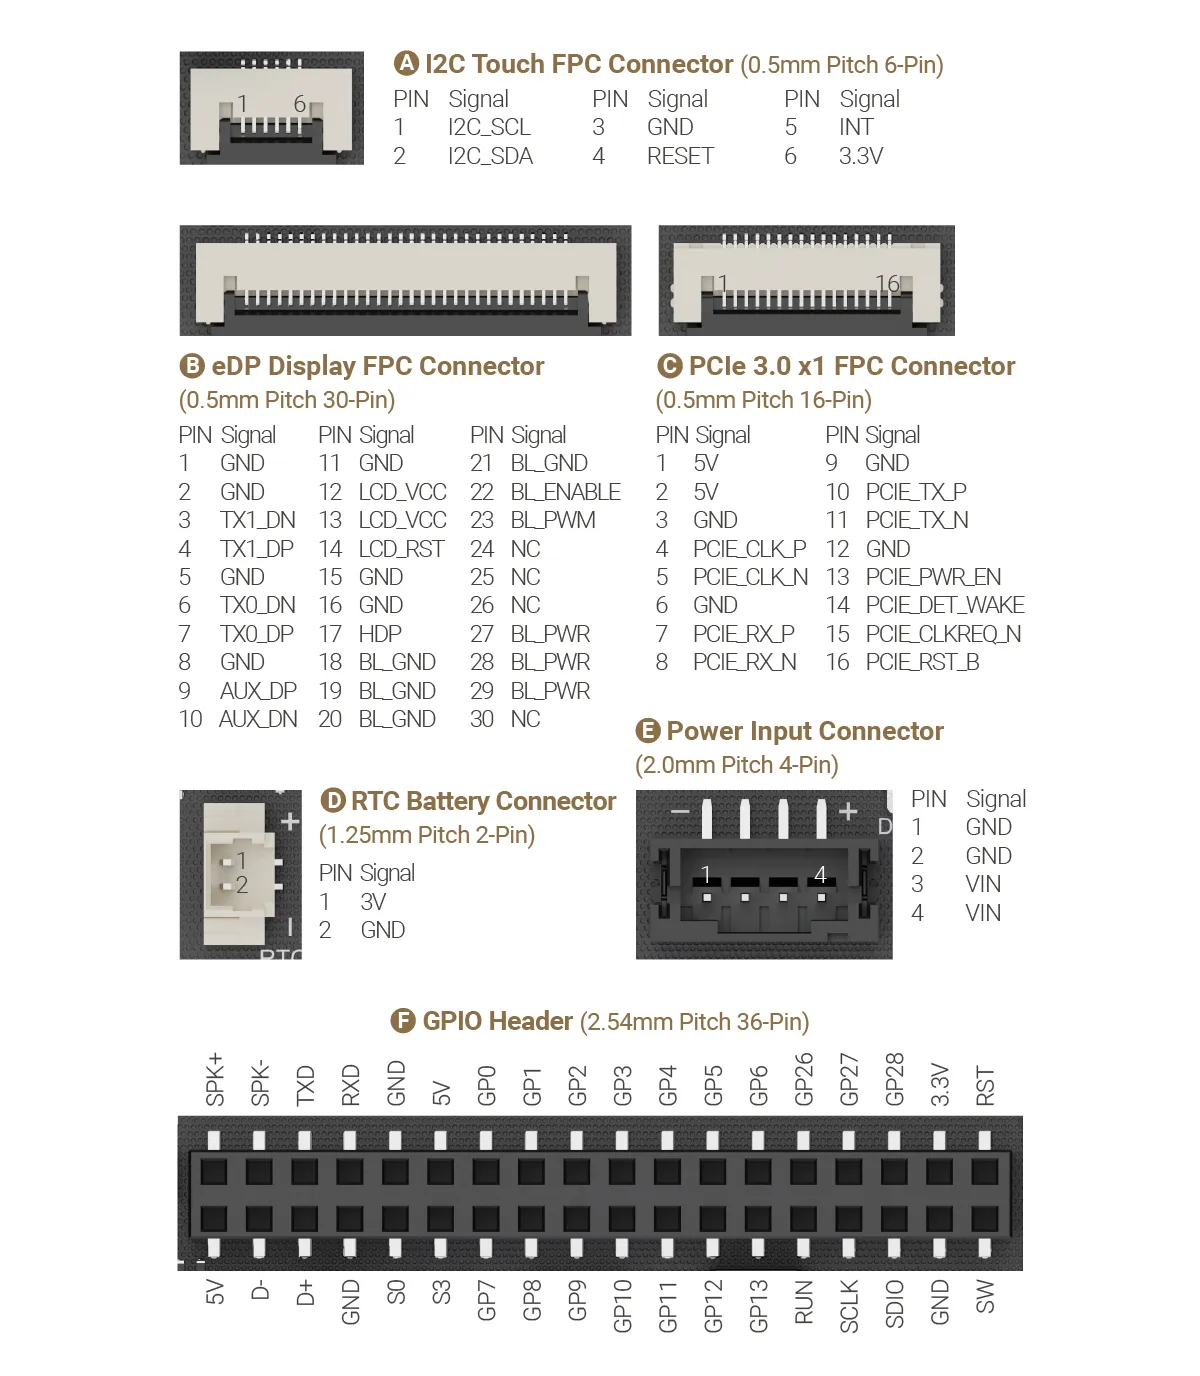 A I2C Touch FPC Connector (0.5mm Pitch 6-Pin)
PIN Signal PIN Signal PIN Signal
1 I2C_SCL 3 GND 5 INT
2 I2C_SDA 4 RESET 6 3.3V
1 6
1 16
B eDP Display FPC Connector
(0.5mm Pitch 30-Pin)
PIN Signal PIN Signal PIN Signal
1 GND 11 GND 21 BL_GND
2 GND 12 LCD_VCC 22 BL_ENABLE
3 TX1_DN 13 LCD_VCC 23 BL_PWM
4 TX1_DP 14 LCD_RST 24 NC
5 GND 15 GND 25 NC
6 TX0_DN 16 GND 26 NC
7 TX0_DP 17 HDP 27 BL_PWR
8 GND 18 BL_GND 28 BL_PWR
9 AUX_DP 19 BL_GND 29 BL_PWR
10 AUX_DN 20 BL_GND 30 NC
C PCIe 3.0 x1 FPC Connector
(0.5mm Pitch 16-Pin)
PIN Signal PIN Signal
1 5V 9 GND
2 5V 10 PCIE_TX_P
3 GND 11 PCIE_TX_N
4 PCIE_CLK_P 12 GND
5 PCIE_CLK_N 13 PCIE_PWR_EN
6 GND 14 PCIE_DET_WAKE
7 PCIE_RX_P 15 PCIE_CLKREQ_N
8 PCIE_RX_N 16 PCIE_RST_B
D RTC Battery Connector
(1.25mm Pitch 2-Pin)
PIN Signal
1 3V
2 GND
+
1
2
−
RTC
E Power Input Connector
(2.0mm Pitch 4-Pin)
PIN Signal
1 GND
2 GND
3 VIN
4 VIN
− + D
1 4
F GPIO Header (2.54mm Pitch 36-Pin)
SPK+ SPK- TXD RXD GND 5V GP0 GP1 GP2 GP3 GP4 GP5 GP6 GP26 GP27 GP28 3.3V RST
5V D- D+ GND S0 S3 GP7 GP8 GP9 GP10 GP11 GP12 GP13 RUN SCLK SDIO GND SW